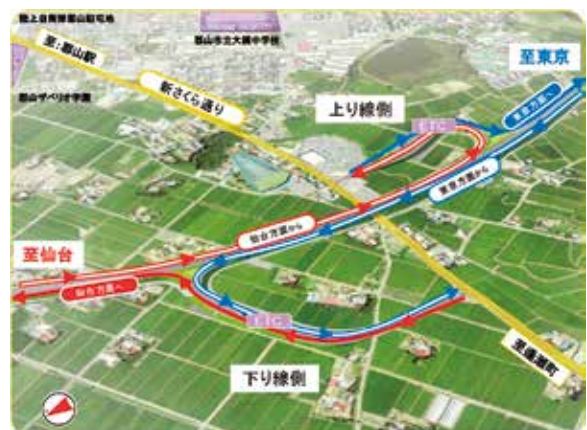 陸上自衛隊郡山駐屯地
郡山市立大槻中学校
至:郡山駅
郡山ザベリオ学園
新さくら通り
上り線側
至東京
東京方面へ
ETC
東京方面から
仙台方面から
至仙台
仙台方面へ
ETC
下り線側
至逢瀬町